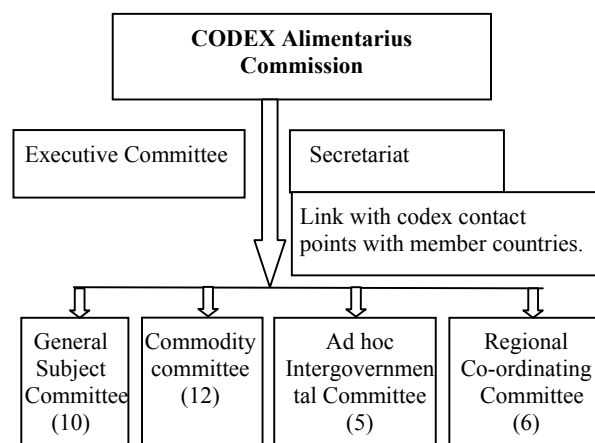 CODEX Alimentarius
Commission
Executive Committee
Secretariat
Link with codex contact
points with member countries.
General
Subject
Committee
(10)
Commodity
committee
(12)
Ad hoc
Intergovernmen
tal Committee
(5)
Regional
Co-ordinating
Committee
(6)